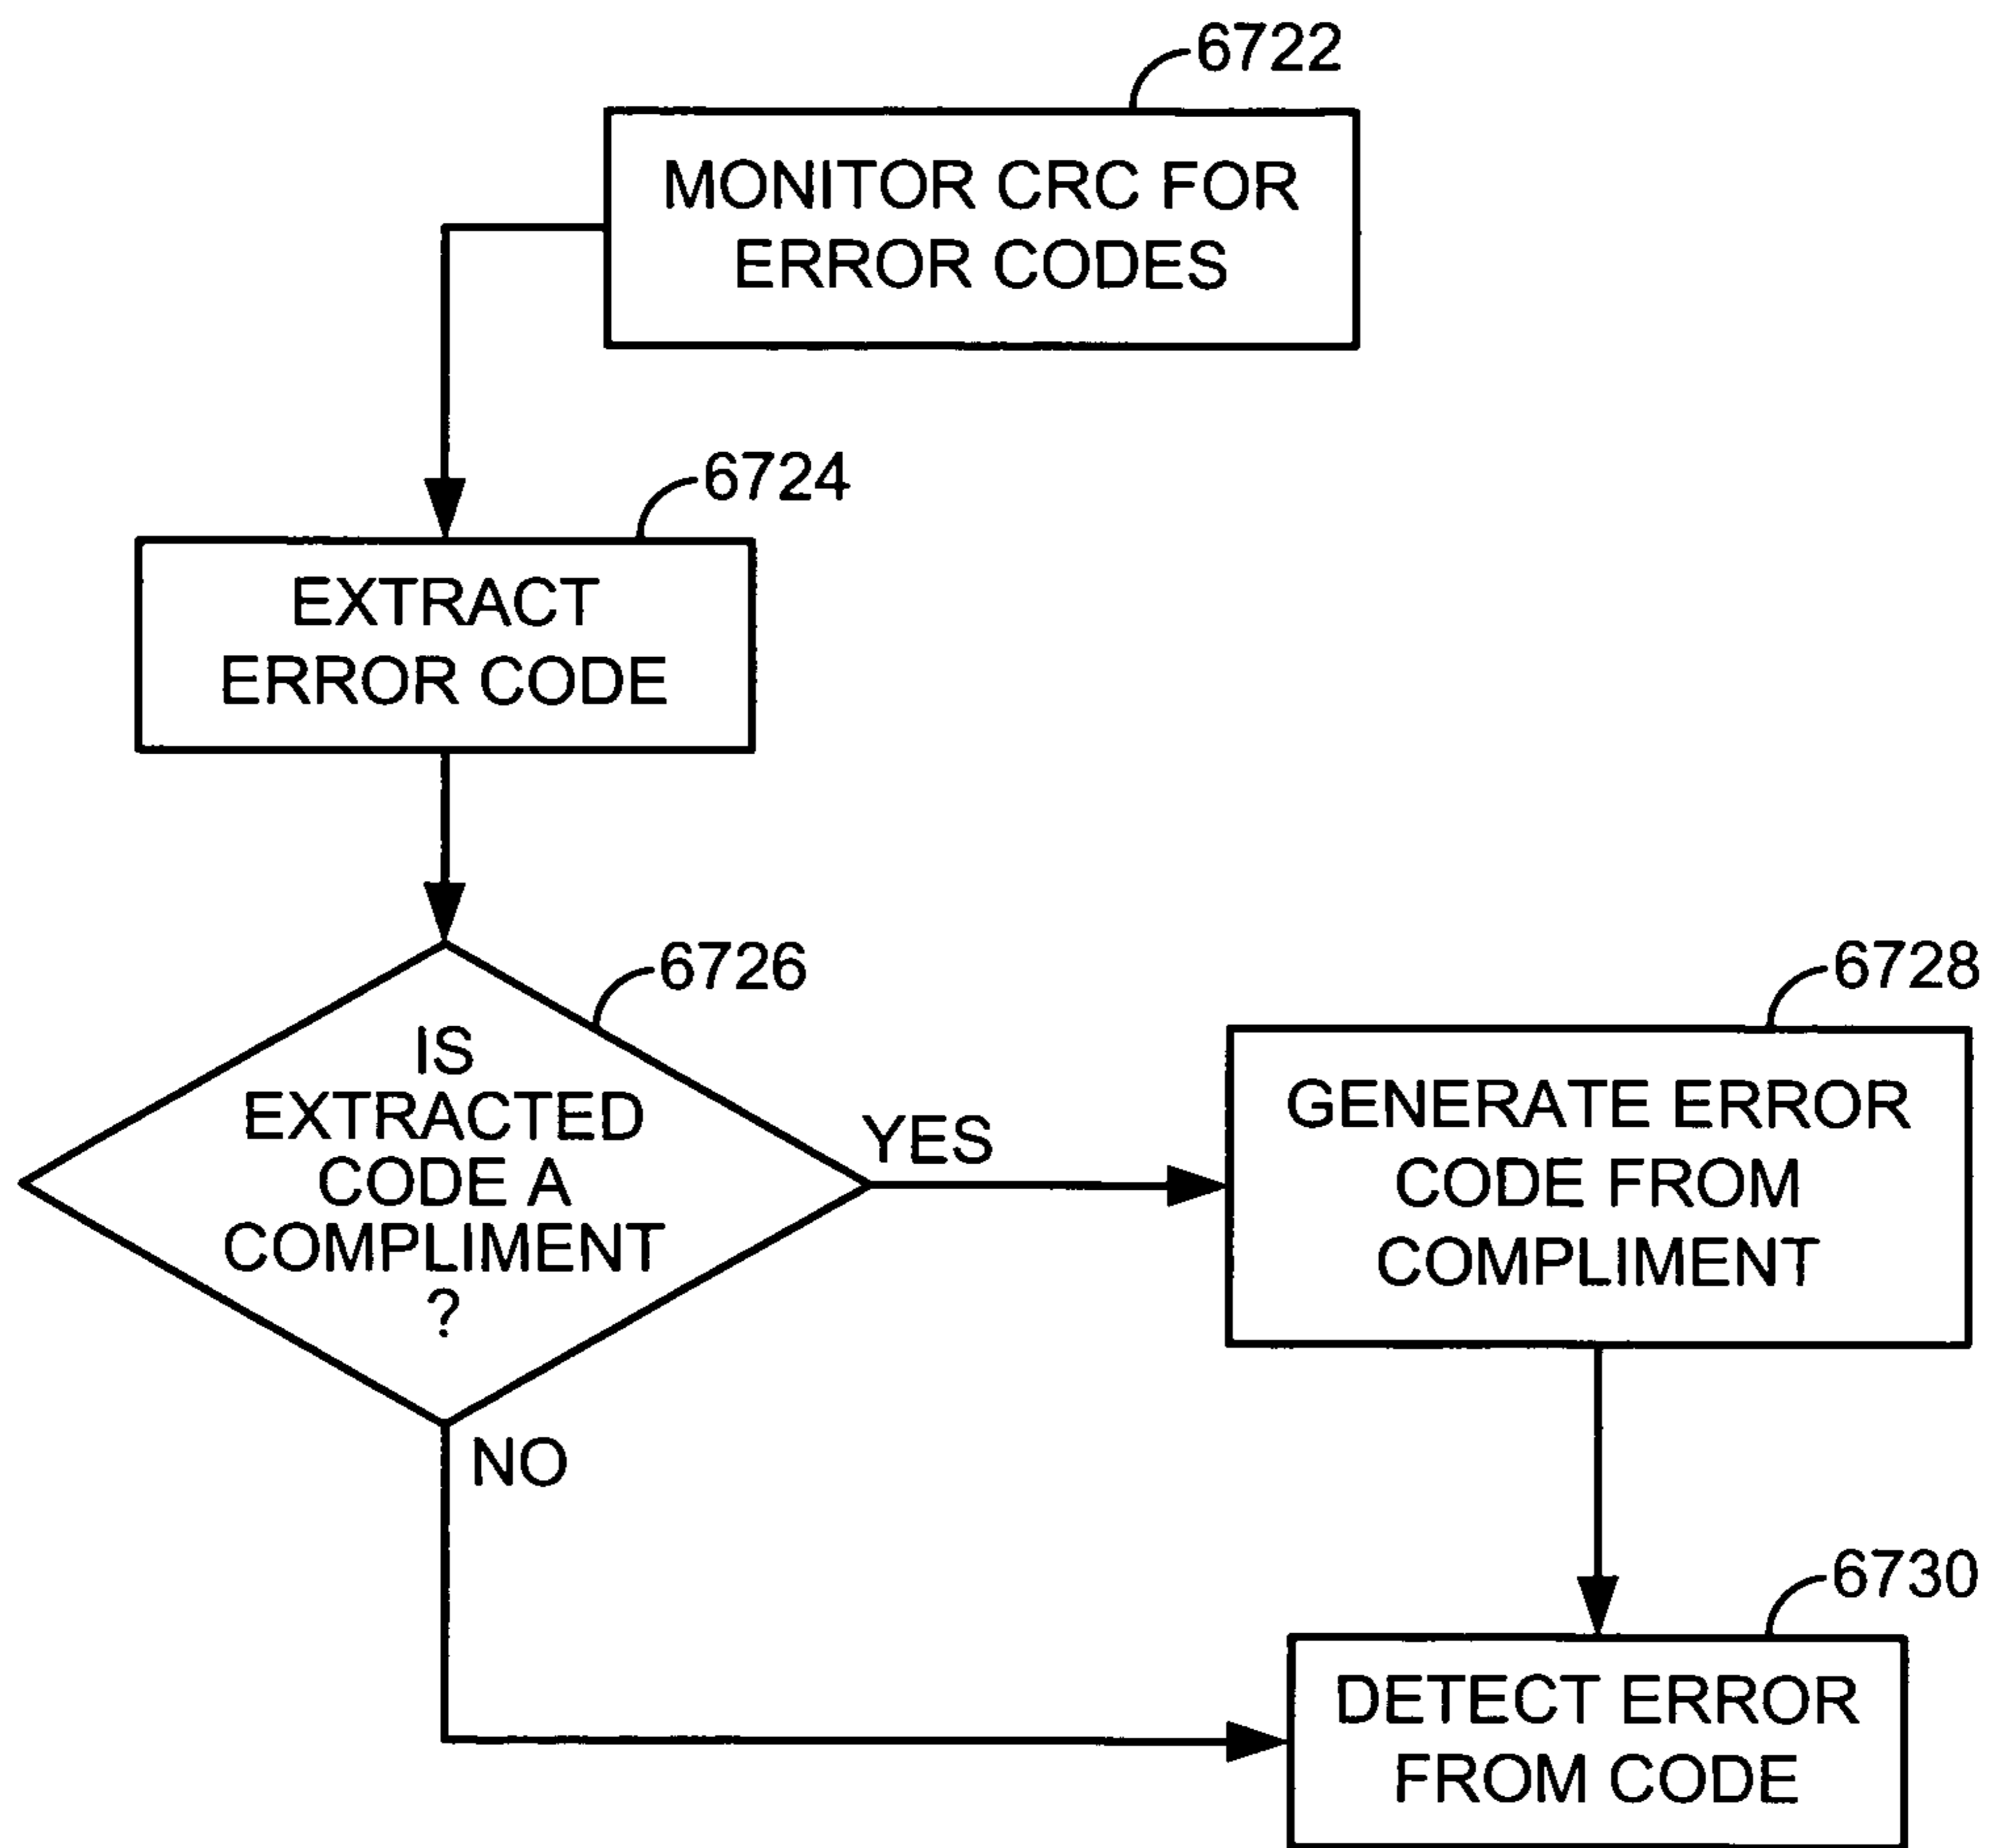 6722
MONITOR CRC FOR
ERROR CODES
6724
EXTRACT
ERROR CODE
6726
IS
EXTRACTED
CODE A
COMPLIMENT
?
YES
NO
6728
GENERATE ERROR
CODE FROM
COMPLIMENT
6730
DETECT ERROR
FROM CODE